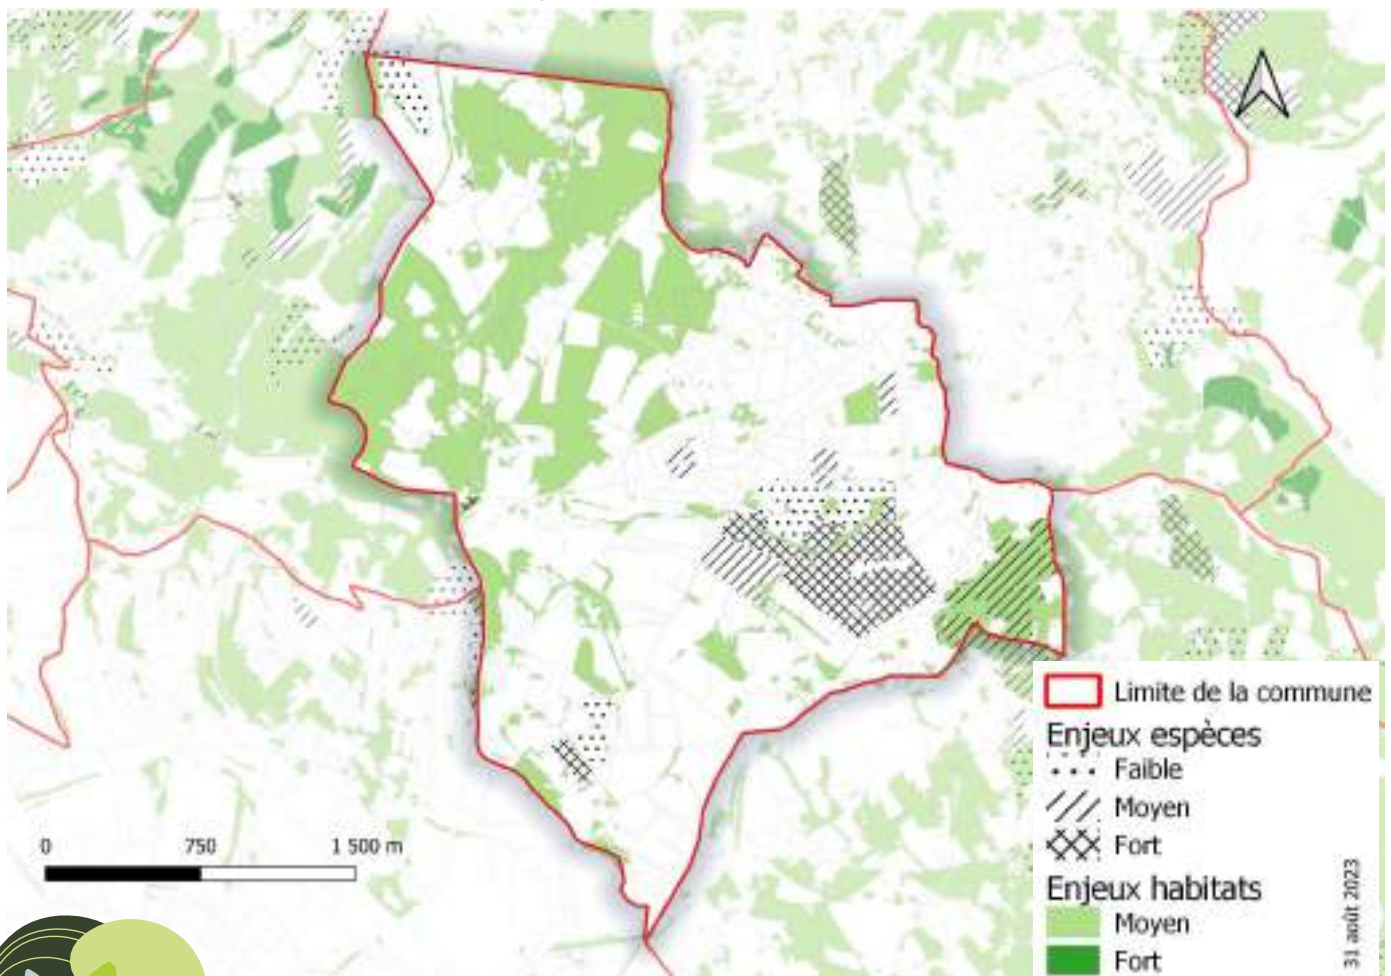 Limite de la commune
Enjeux espèces
Faible
Moyen
Fort
Enjeux habitats
Moyen
Fort
0 750 1 500 m
31 août 2023